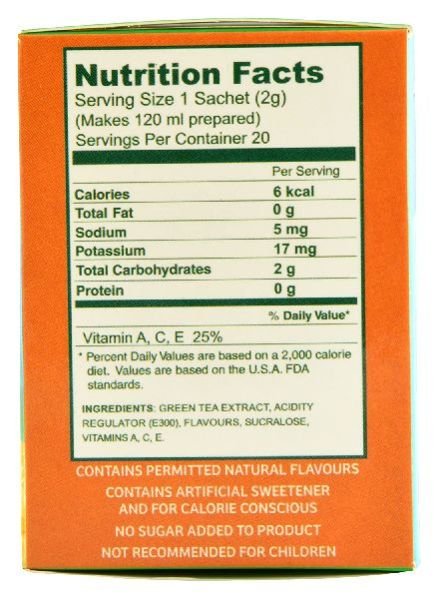 Nutrition Facts
Serving Size 1 Sachet (2g)
(Makes 120 ml prepared)
Servings Per Container 20
Per Serving
Calories 6 kcal
Total Fat 0 g
Sodium 5 mg
Potassium 17 mg
Total Carbohydrates 2 g
Protein 0 g
% Daily Value*
Vitamin A, C, E 25%
* Percent Daily Values are based on a 2,000 calorie
diet. Values are based on the U.S.A. FDA
standards.
INGREDIENTS: GREEN TEA EXTRACT, ACIDITY
REGULATOR (E300), FLAVOURS, SUCRALOSE,
VITAMINS A, C, E.
CONTAINS PERMITTED NATURAL FLAVOURS
CONTAINS ARTIFICIAL SWEETENER
AND FOR CALORIE CONSCIOUS
NO SUGAR ADDED TO PRODUCT
NOT RECOMMENDED FOR CHILDREN